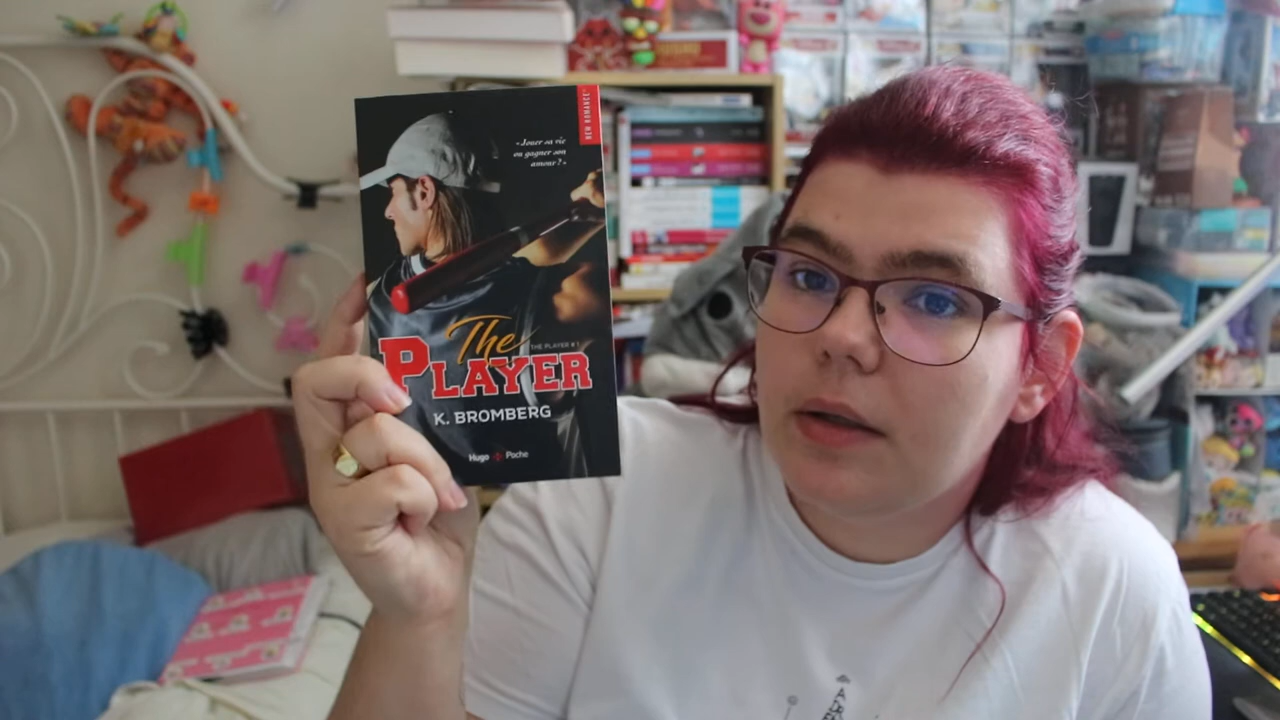 NEW ROMANCE
« Jouer sa vie
ou gagner son
amour ? »
The
THE PLAYER # 1
PLAYER
K. BROMBERG
Hugo Poche